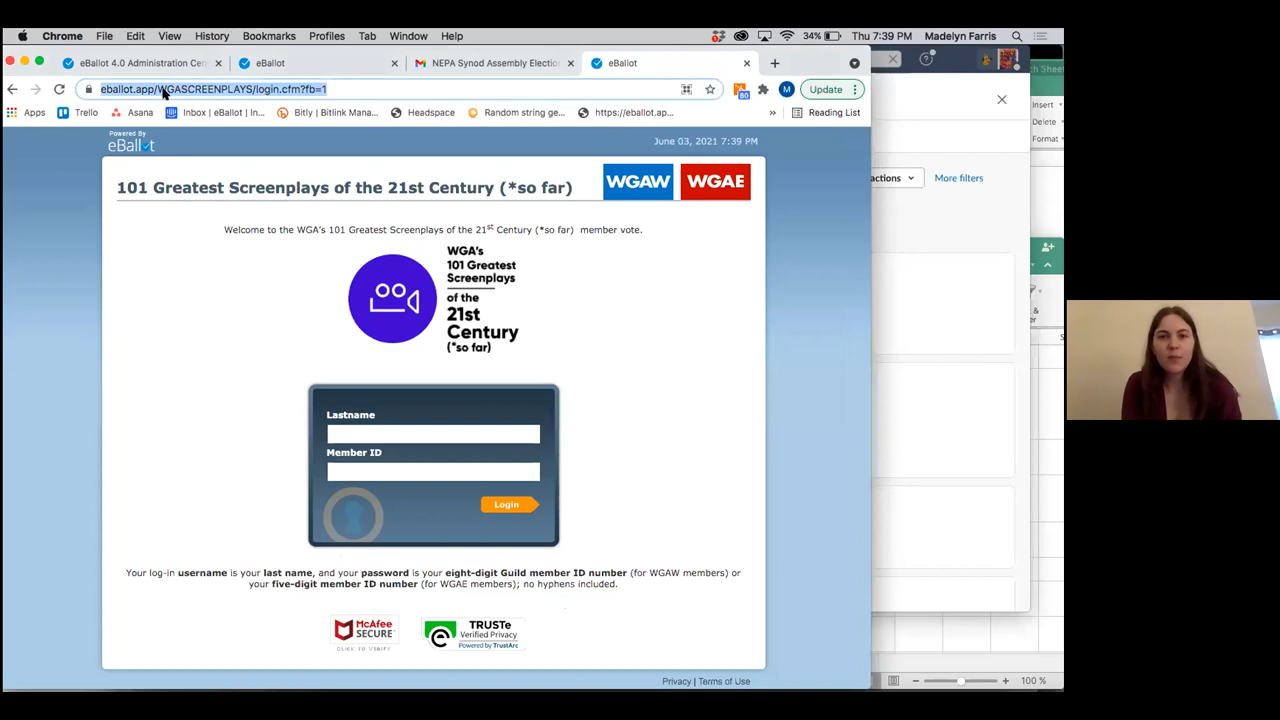 Chrome File Edit View History Bookmarks Profiles Tab Window Help 34% Thu 7:39 PM Madelyn Farris
eBallot 4.0 Administration Cen × eBallot × NEPA Synod Assembly Electio × eBallot × +
eballot.app/WGASCREENPLAYS/login.cfm?fb=1 80 M Update
Apps Trello Asana Inbox | eBallot | In... Bitly | Bitlink Mana... Headspace Random string ge... https://eballot.ap... » Reading List
Powered By
eBallot
June 03, 2021 7:39 PM
101 Greatest Screenplays of the 21st Century (*so far)
WGAW WGAE
Welcome to the WGA's 101 Greatest Screenplays of the 21st Century (*so far) member vote.
WGA's
101 Greatest
Screenplays
of the
21st
Century
(*so far)
Lastname
Member ID
Login
Your log-in username is your last name, and your password is your eight-digit Guild member ID number (for WGAW members) or
your five-digit member ID number (for WGAE members); no hyphens included.
McAfee
SECURE
CLICK TO VERIFY
TRUSTe
Verified Privacy
Powered by TrustArc
Privacy | Terms of Use
actions More filters
Insert
Delete
Format
100 %